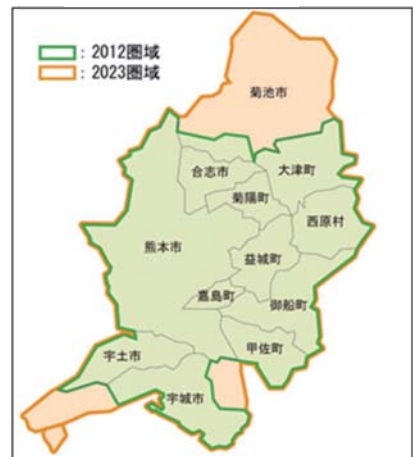 ：2012圏域
：2023圏域
菊池市
合志市
大津町
菊陽町
西原村
熊本市
益城町
嘉島町
御船町
甲佐町
宇土市
宇城市